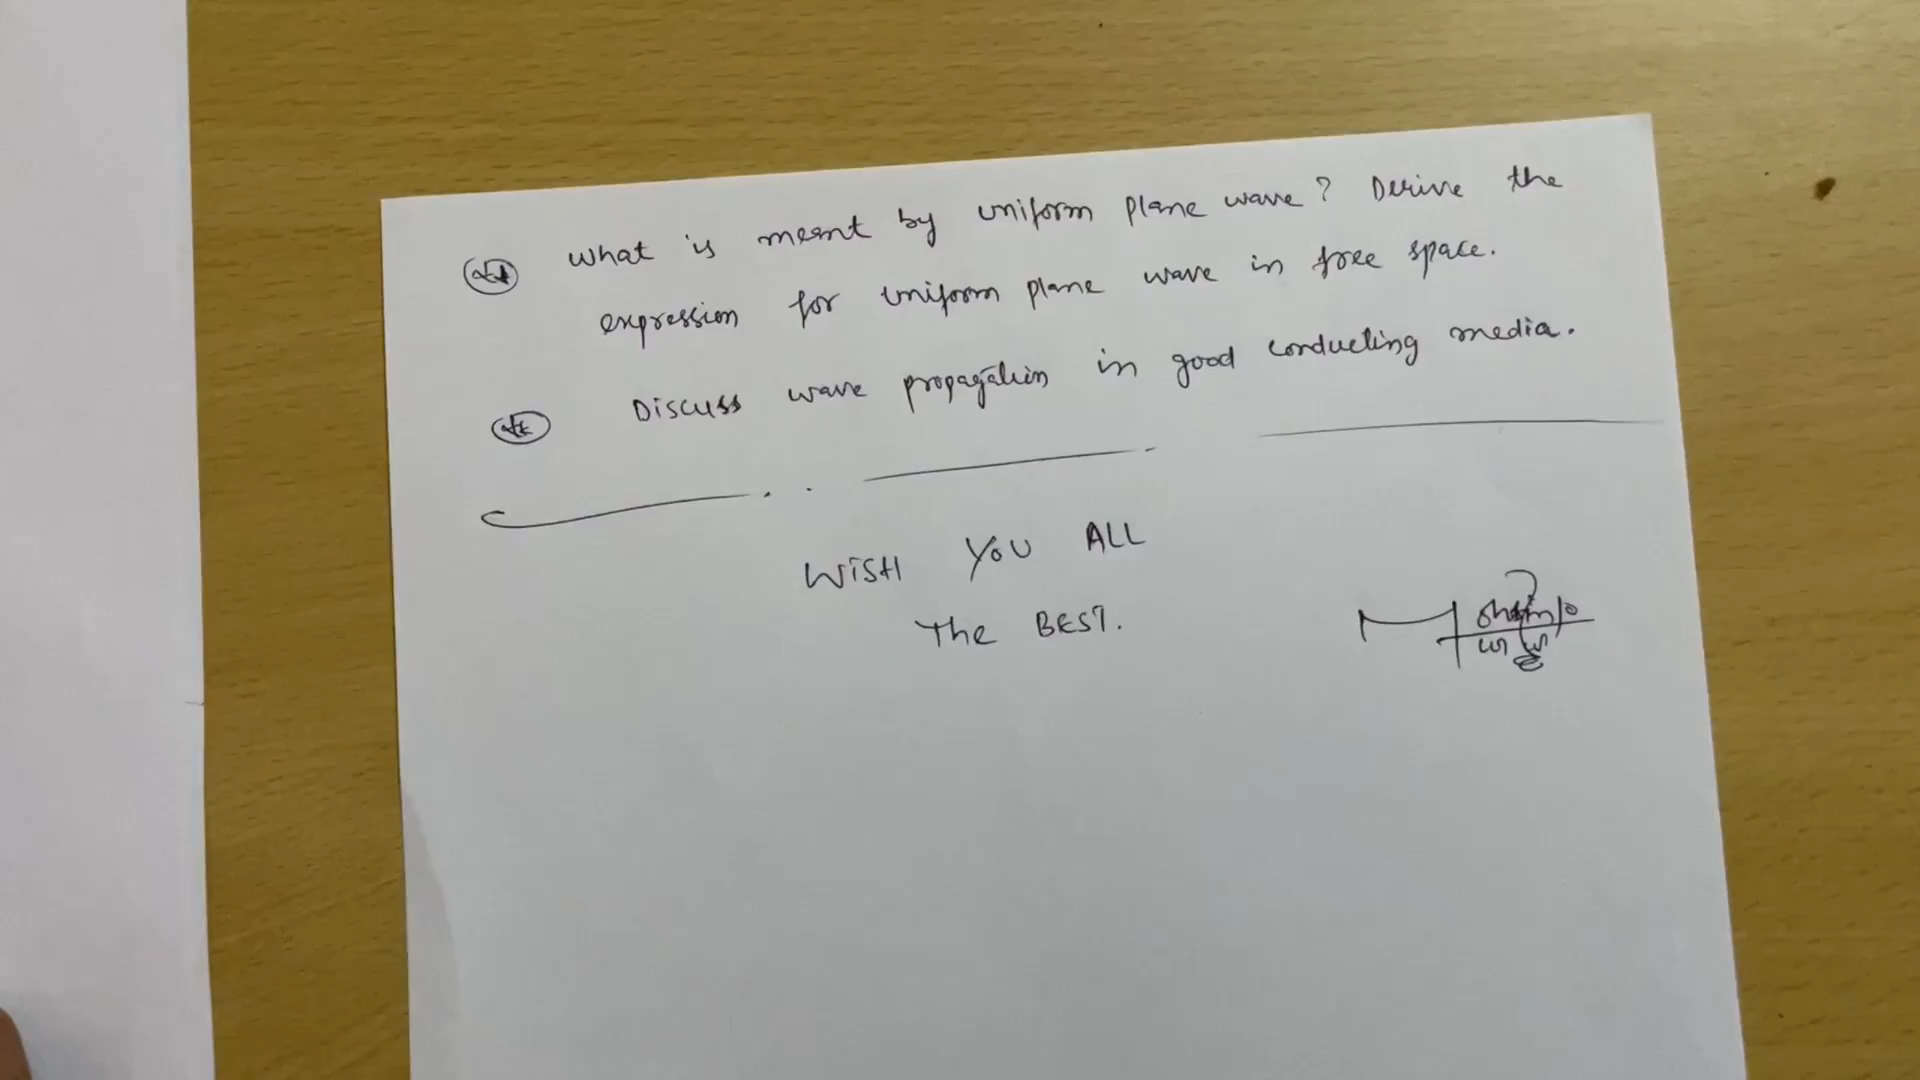 What is meant by uniform plane wave? Derive the
expression for uniform plane wave in free space.
Discuss wave propagation in good conducting media.
WISH YOU ALL
The BEST.